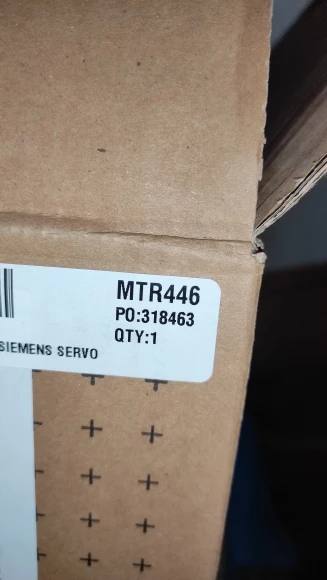 MTR446
PO:318463
QTY:1
SIEMENS SERVO